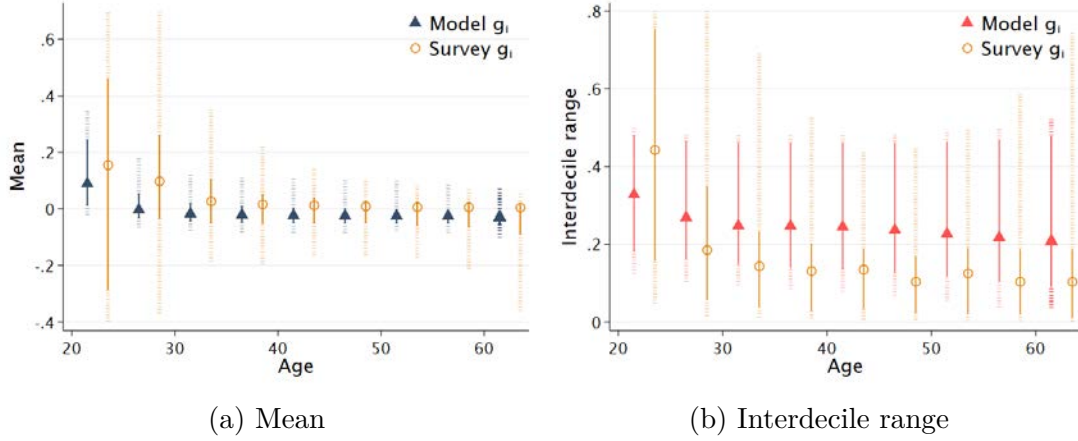 Model gᵢ
Survey gᵢ
Mean
.6
.4
.2
0
-.2
-.4
20 30 40 50 60
Age
(a) Mean
Model gᵢ
Survey gᵢ
Interdecile range
.8
.6
.4
.2
0
20 30 40 50 60
Age
(b) Interdecile range